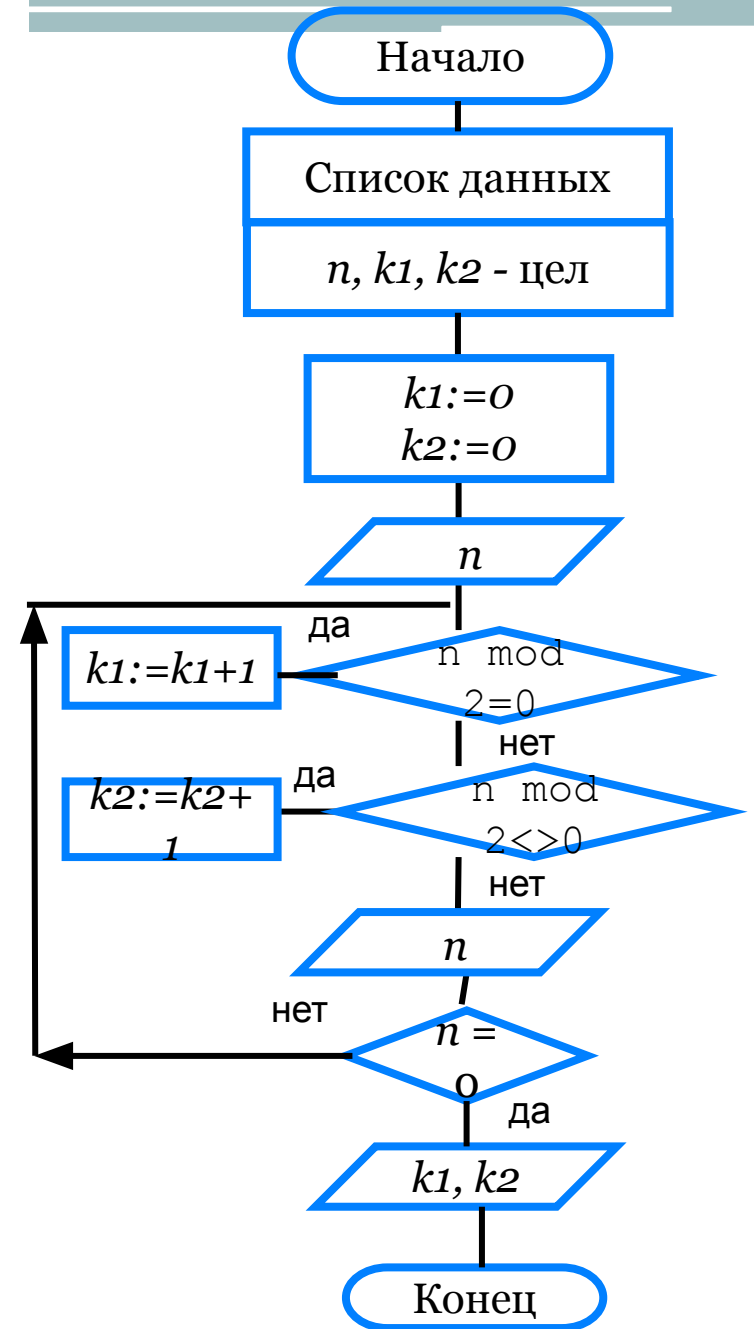 Начало
Список данных
n, k1, k2 - цел
k1:=0
k2:=0
n
да
k1:=k1+1
n mod
2=0
нет
да
k2:=k2+
1
n mod
2<>0
нет
n
нет
n =
0
да
k1, k2
Конец